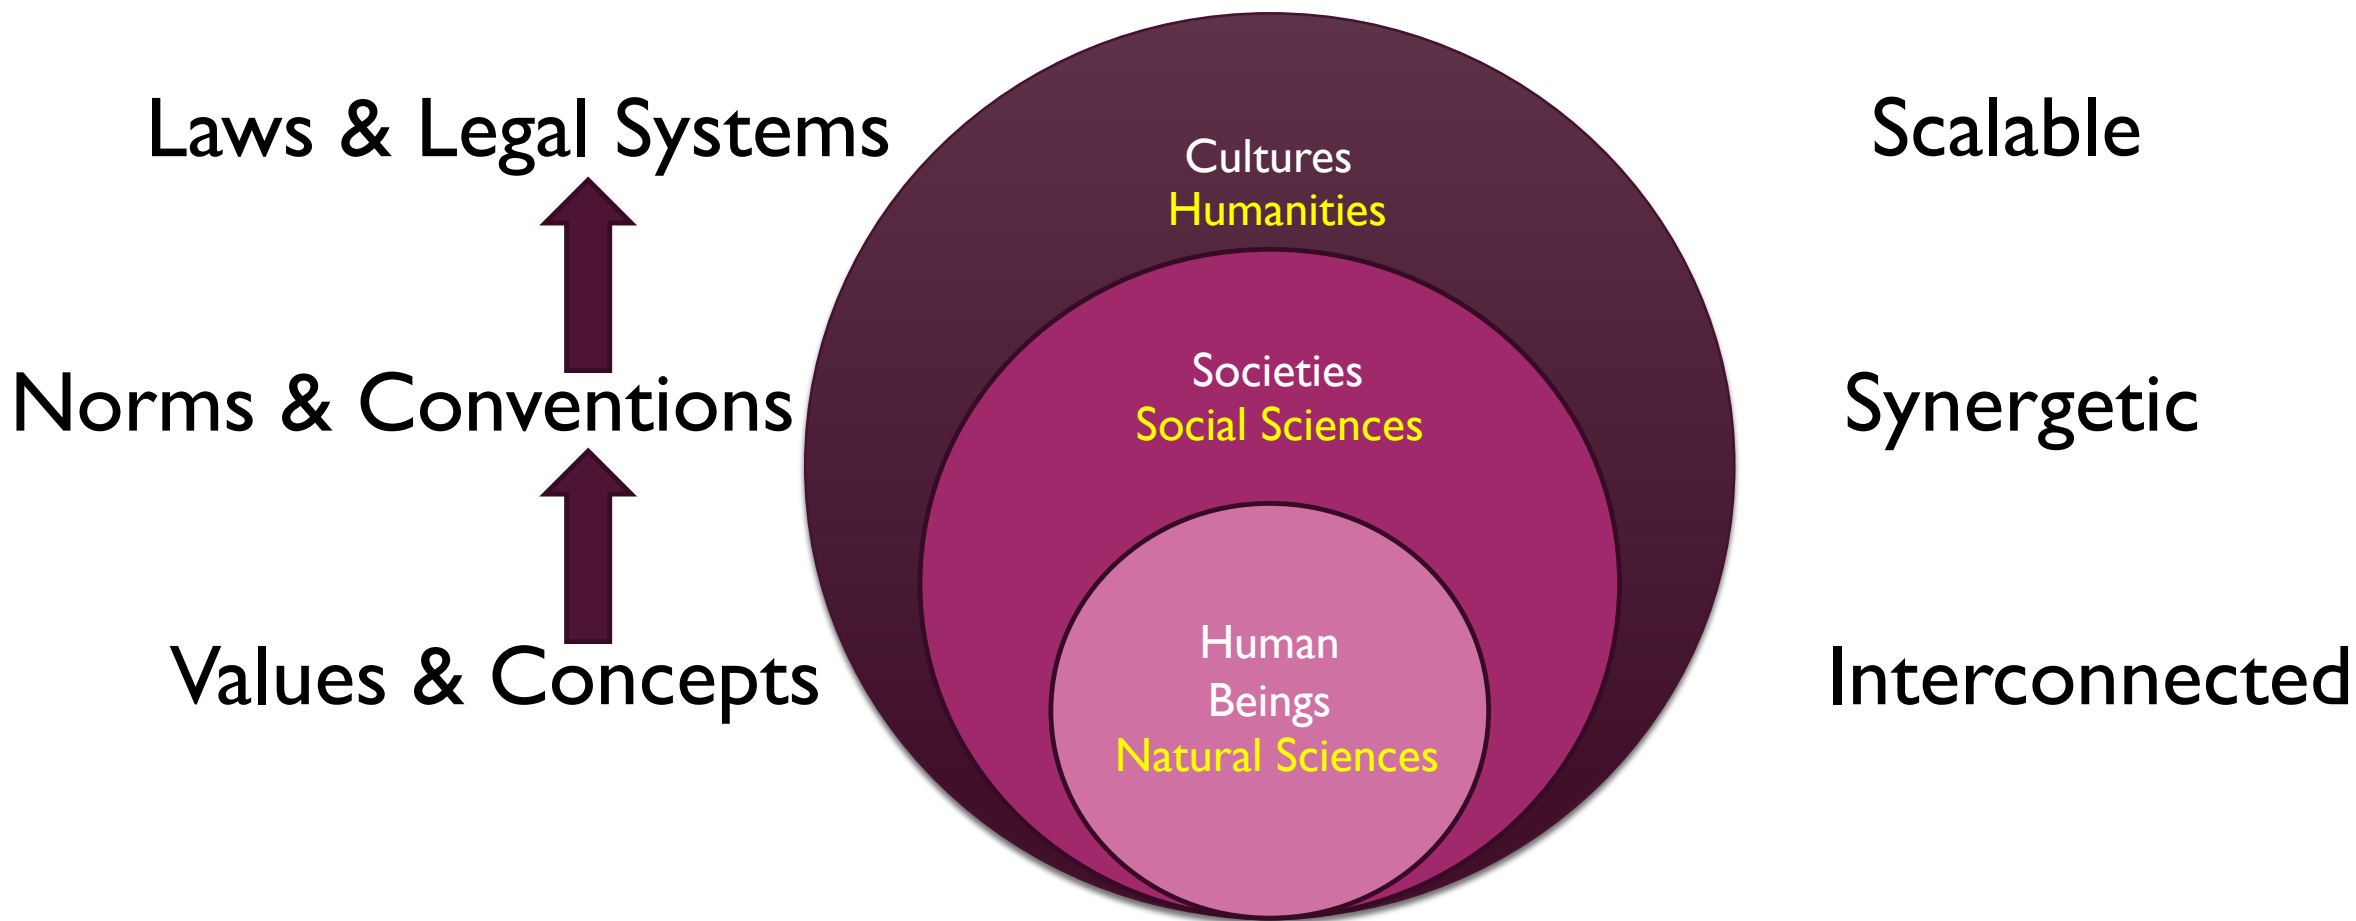 Laws & Legal Systems
Norms & Conventions
Values & Concepts
Cultures
Humanities
Societies
Social Sciences
Human
Beings
Natural Sciences
Scalable
Synergetic
Interconnected